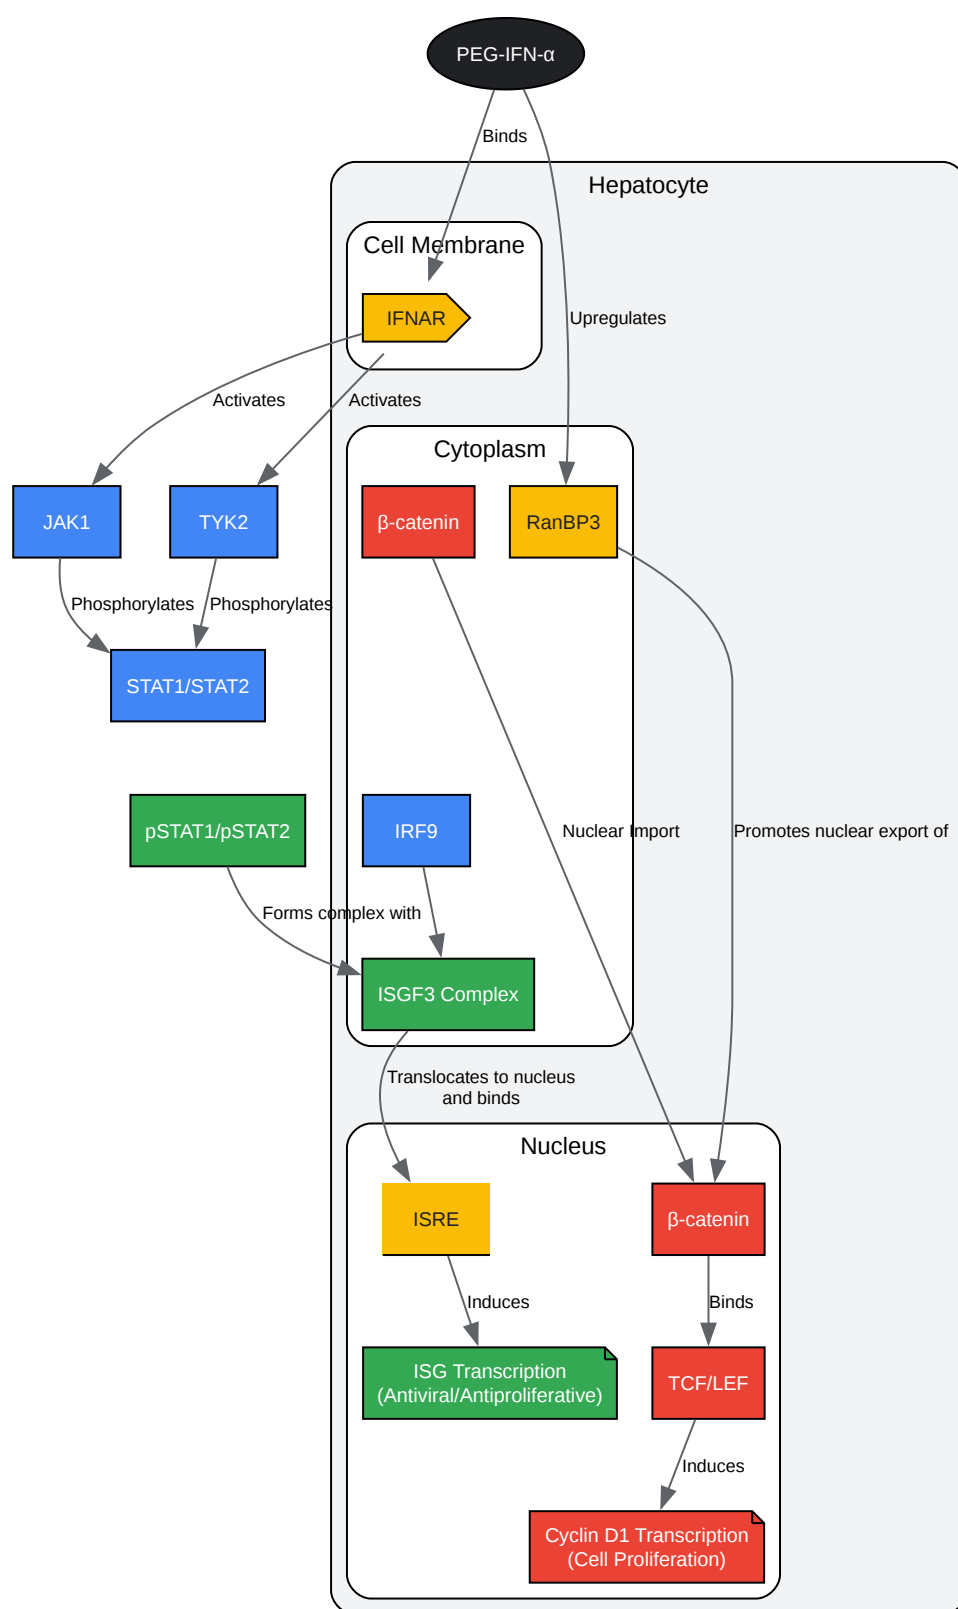 PEG-IFN-α
Binds
Hepatocyte
Cell Membrane
IFNAR
Upregulates
Activates
Activates
Cytoplasm
JAK1
TYK2
β-catenin
RanBP3
Phosphorylates
Phosphorylates
STAT1/STAT2
pSTAT1/pSTAT2
IRF9
Nuclear Import
Promotes nuclear export of
Forms complex with
ISGF3 Complex
Translocates to nucleus
and binds
Nucleus
ISRE
β-catenin
Induces
Binds
ISG Transcription
(Antiviral/Antiproliferative)
TCF/LEF
Induces
Cyclin D1 Transcription
(Cell Proliferation)